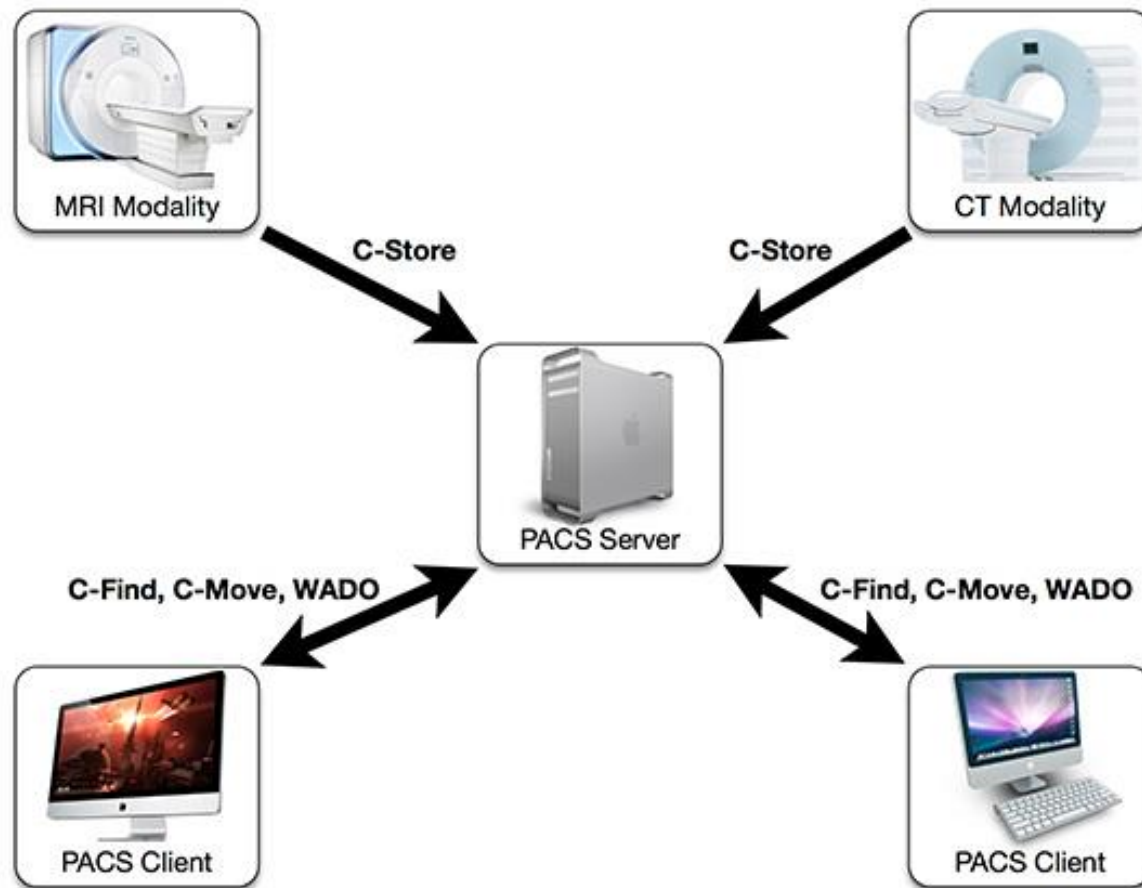 MRI Modality
CT Modality
C-Store
C-Store
PACS Server
C-Find, C-Move, WADO
C-Find, C-Move, WADO
PACS Client
PACS Client